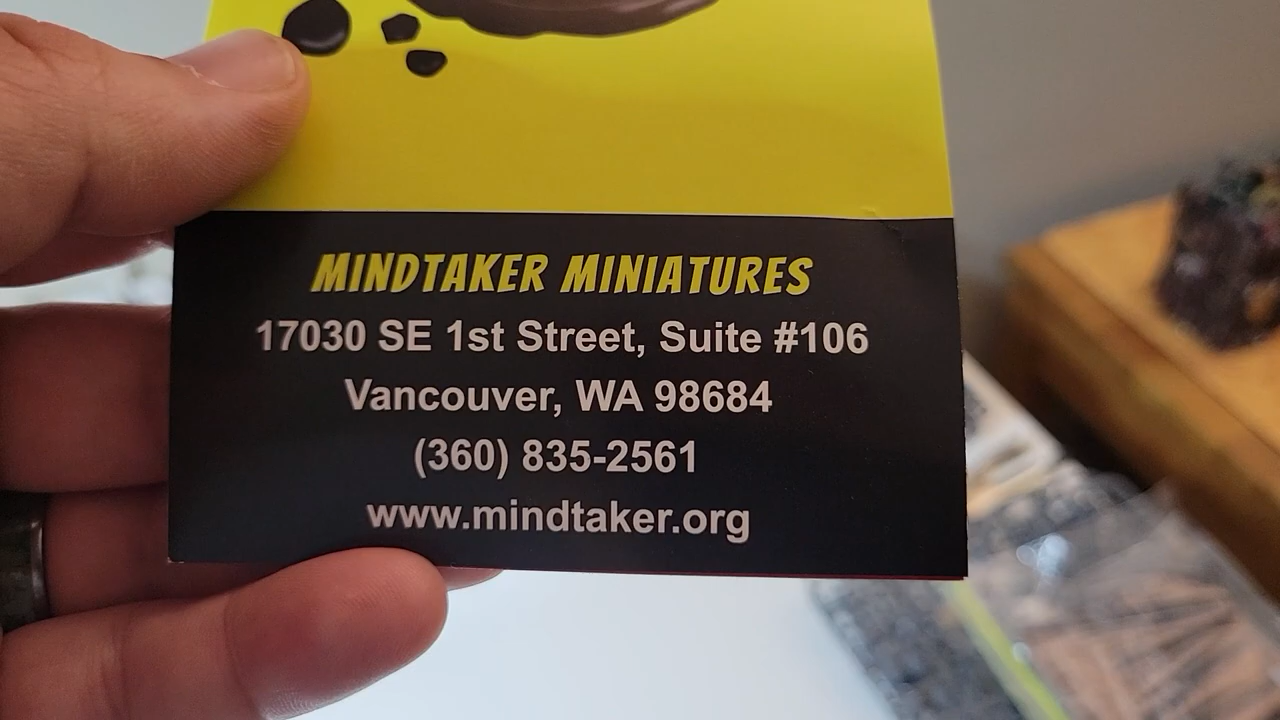 MINDTAKER MINIATURES
17030 SE 1st Street, Suite #106
Vancouver, WA 98684
(360) 835-2561
www.mindtaker.org